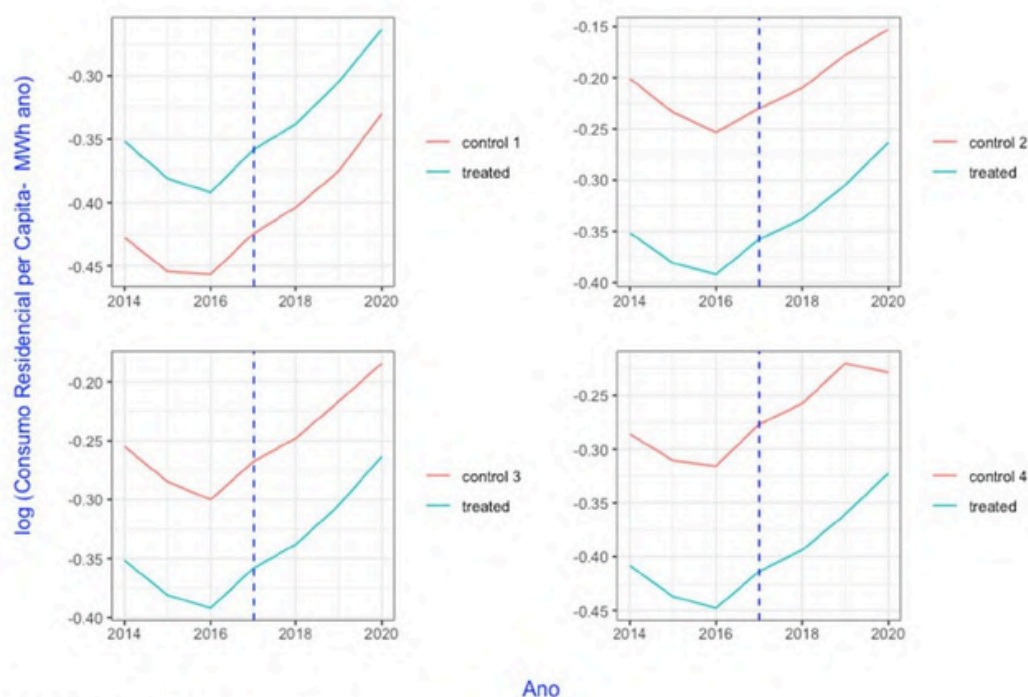 log (Consumo Residencial per Capita- MWh ano)
-0.30
-0.35
-0.40
-0.45
2014 2016 2018 2020
control 1
treated
-0.15
-0.20
-0.25
-0.30
-0.35
-0.40
2014 2016 2018 2020
control 2
treated
-0.20
-0.25
-0.30
-0.35
-0.40
2014 2016 2018 2020
control 3
treated
-0.25
-0.30
-0.35
-0.40
-0.45
2014 2016 2018 2020
control 4
treated
Ano